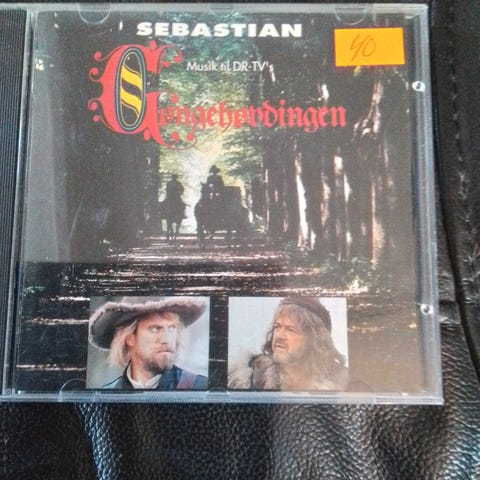 SEBASTIAN
40
Musik til DR-TV's
Gøngehøvdingen